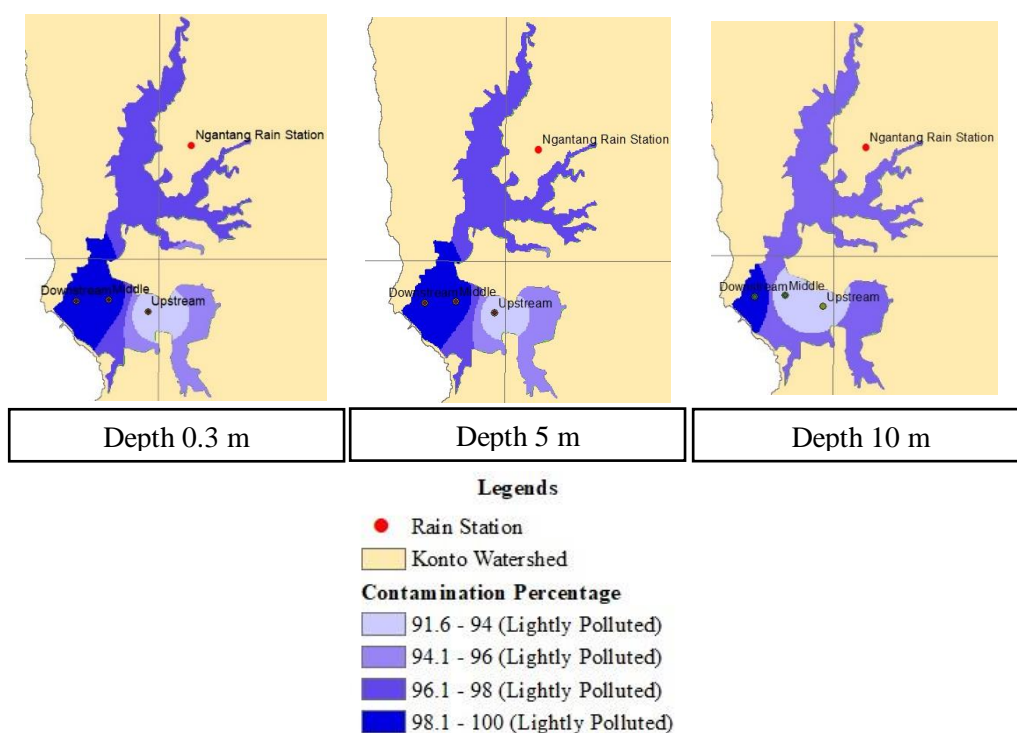 Ngantang Rain Station
Downstream
Middle
Upstream
Ngantang Rain Station
Downstream
Middle
Upstream
Ngantang Rain Station
Downstream
Middle
Upstream
Depth 0.3 m
Depth 5 m
Depth 10 m
Legends
Rain Station
Konto Watershed
Contamination Percentage
91.6 - 94 (Lightly Polluted)
94.1 - 96 (Lightly Polluted)
96.1 - 98 (Lightly Polluted)
98.1 - 100 (Lightly Polluted)